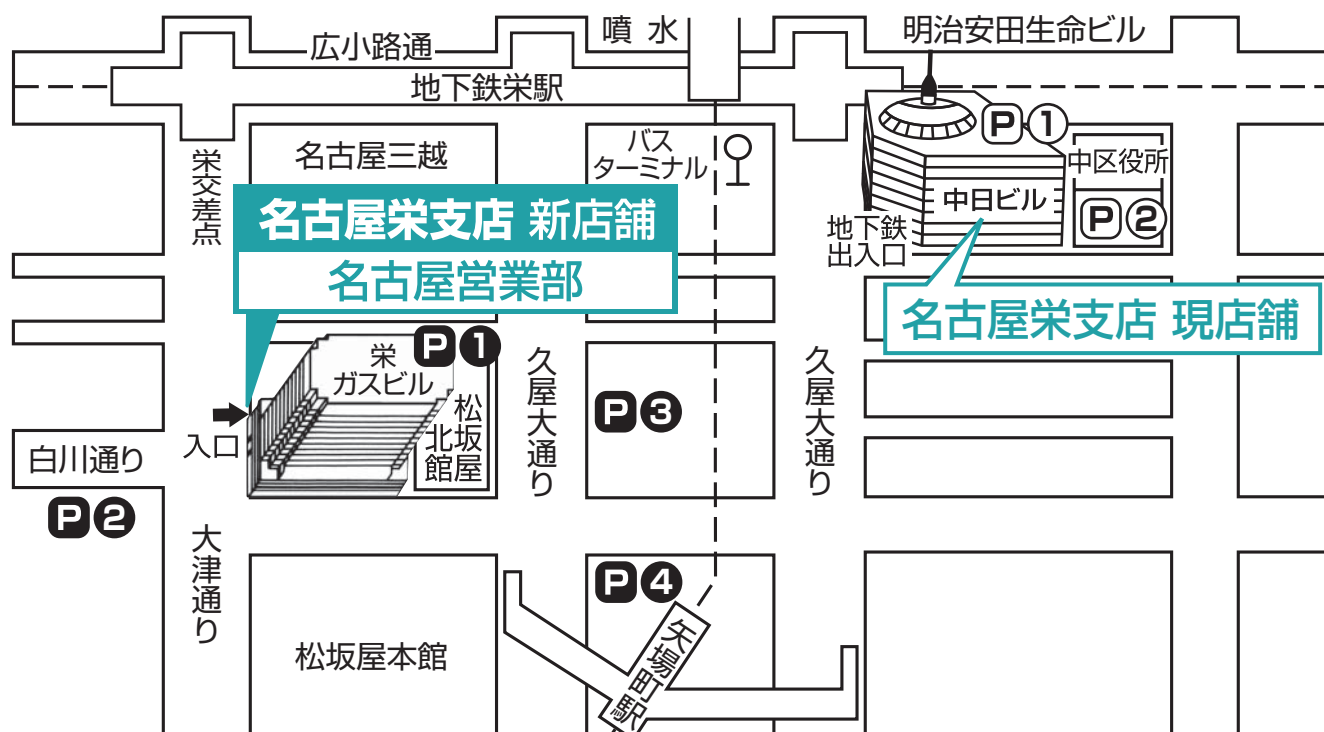 噴水
明治安田生命ビル
広小路通
地下鉄栄駅
P1
バス
ターミナル
名古屋三越
中区役所
栄交差点
中日ビル
P2
名古屋栄支店 新店舗
地下鉄
出入口
名古屋営業部
名古屋栄支店 現店舗
P1
栄
ガスビル
久屋大通り
久屋大通り
P3
松坂屋
北館
入口
白川通り
P2
大津通り
P4
松坂屋本館
矢場町駅